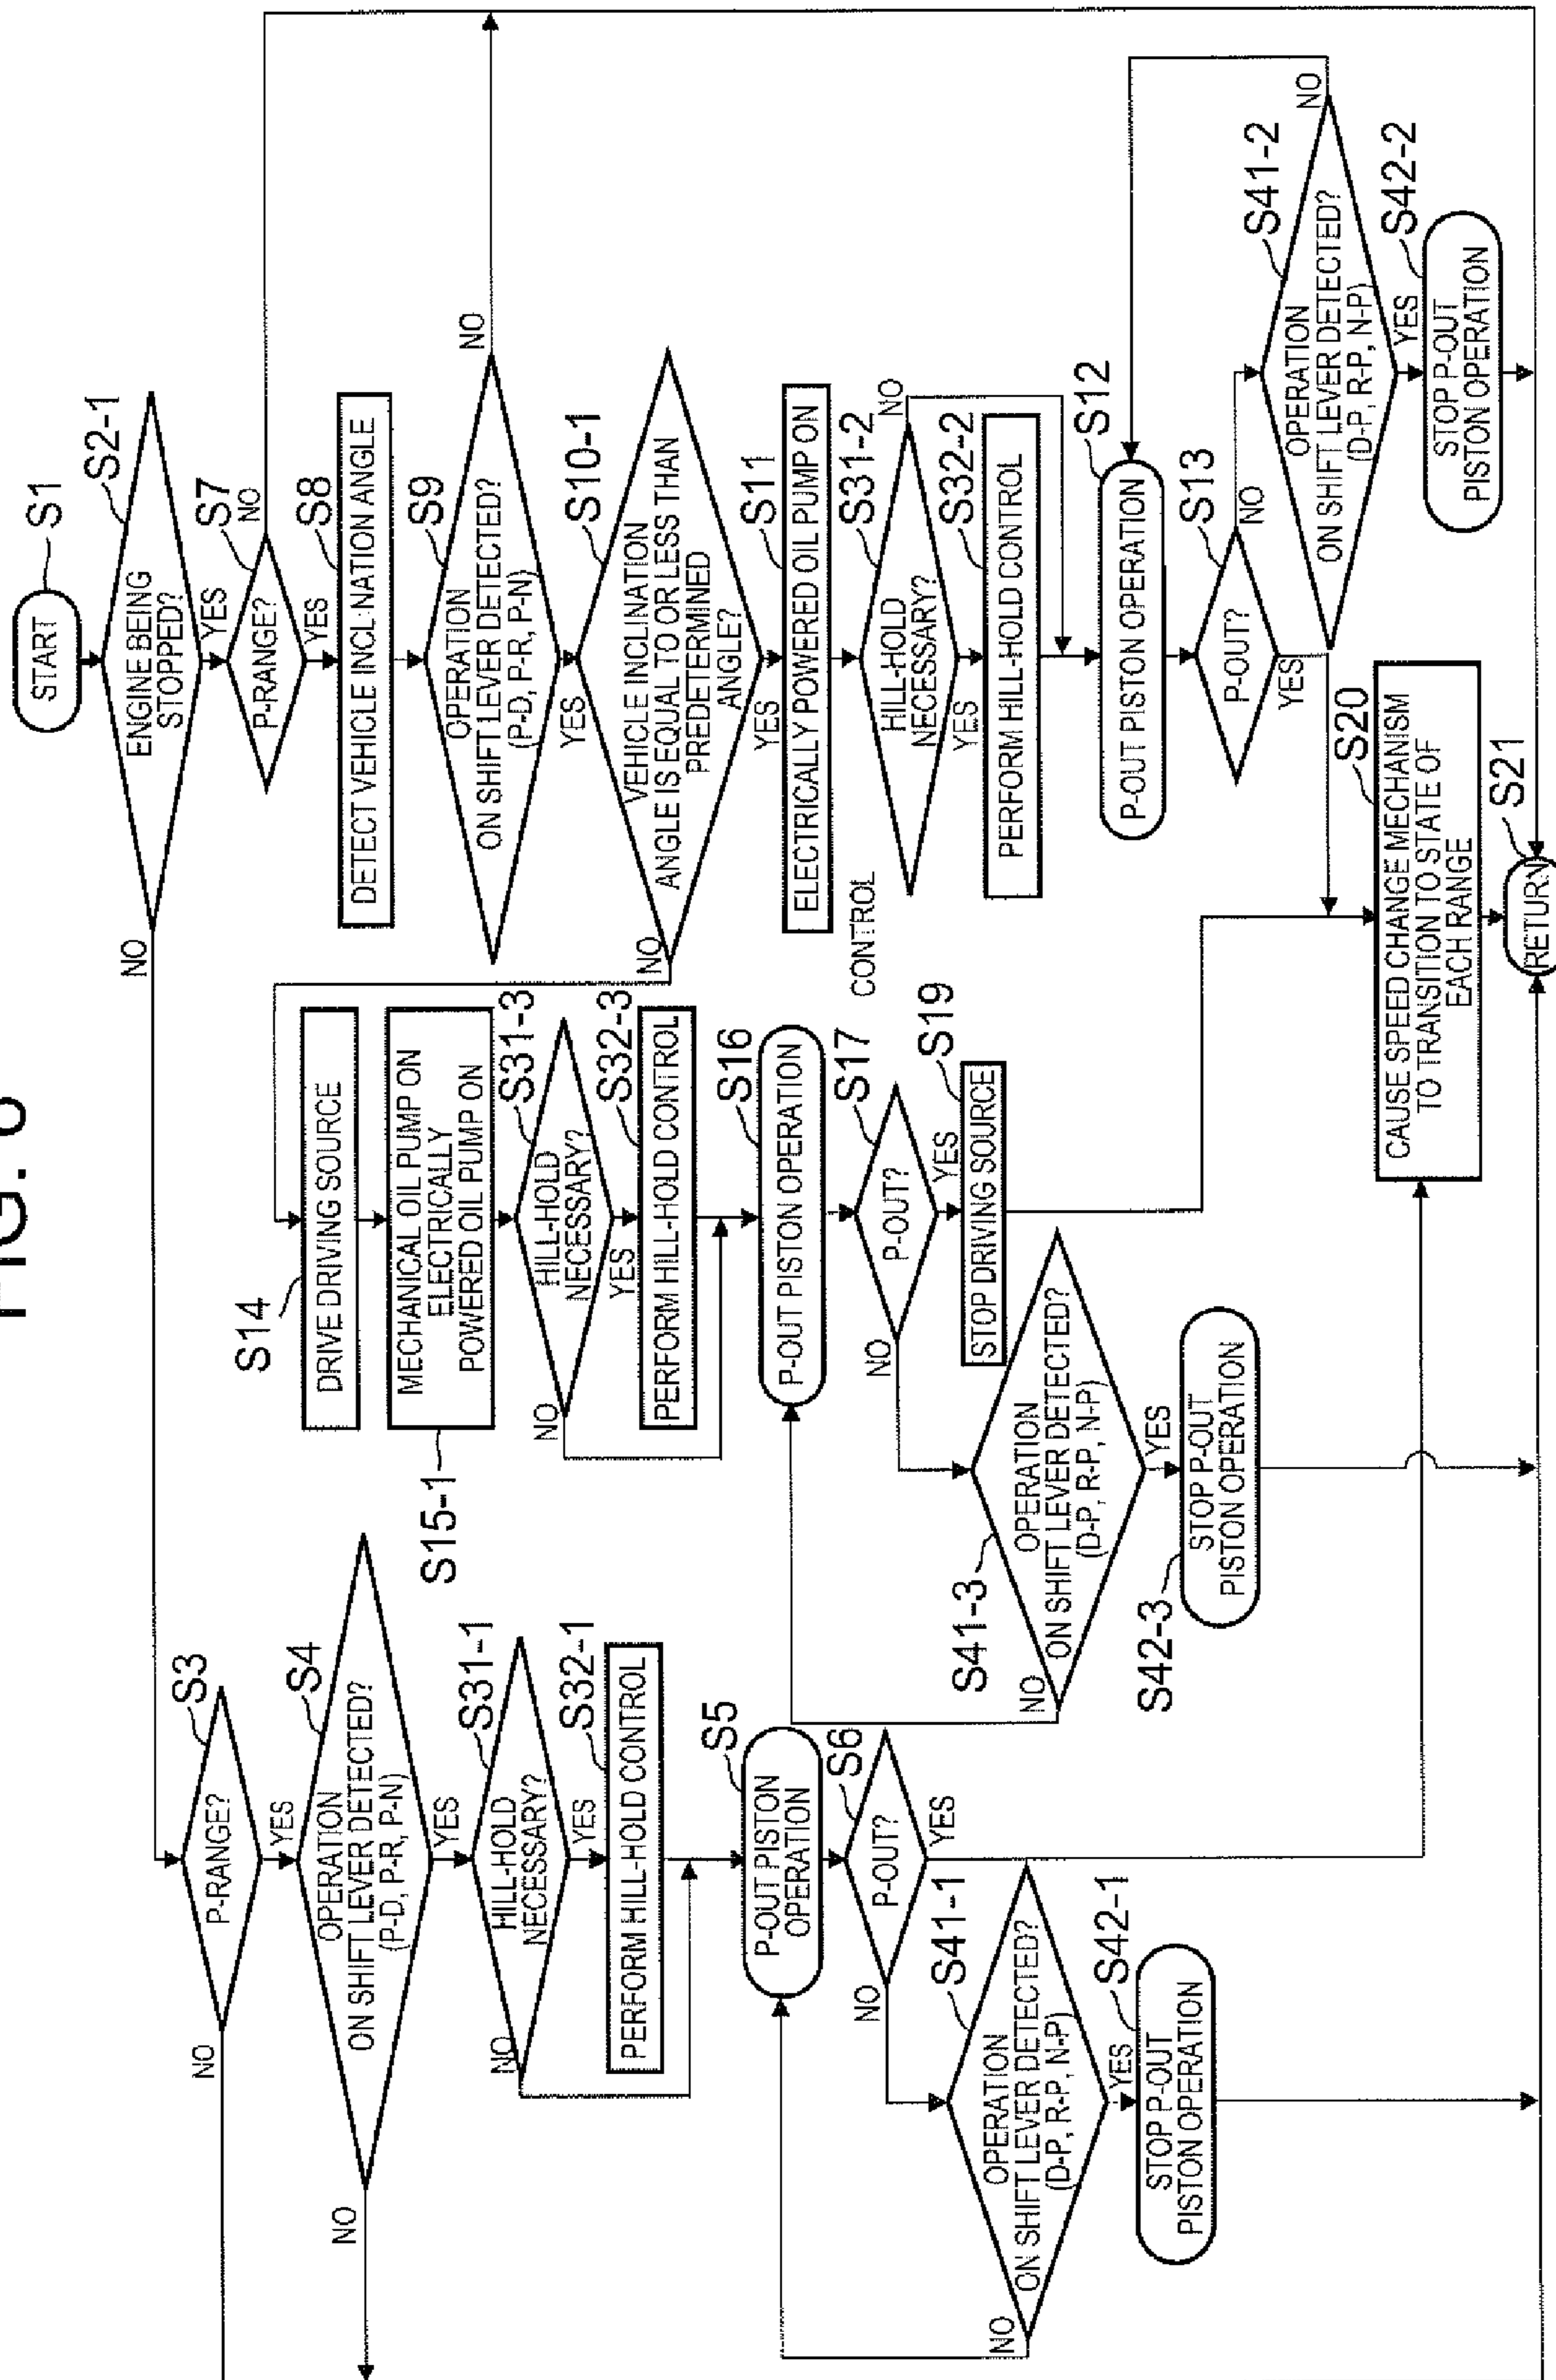 FIG.
START
S1
ENGINE BEING
STOPPED?
S2-1
NO
YES
P-RANGE?
S3
NO
YES
OPERATION
ON SHIFT LEVER DETECTED?
(P-D, P-R, P-N)
S4
NO
YES
HILL-HOLD
NECESSARY?
S31-1
NO
YES
PERFORM HILL-HOLD CONTROL
S32-1
P-OUT PISTON
OPERATION
S5
P-OUT?
S6
NO
YES
OPERATION
ON SHIFT LEVER DETECTED?
(D-P, R-P, N-P)
S41-1
NO
YES
STOP P-OUT
PISTON OPERATION
S42-1
S14
DRIVE DRIVING SOURCE
MECHANICAL OIL PUMP ON
ELECTRICALLY
POWERED OIL PUMP ON
S15-1
HILL-HOLD
NECESSARY?
S31-3
NO
YES
PERFORM HILL-HOLD CONTROL
S32-3
P-OUT PISTON OPERATION
S16
P-OUT?
S17
NO
YES
STOP DRIVING SOURCE
S19
OPERATION
ON SHIFT LEVER DETECTED?
(D-P, R-P, N-P)
S41-3
NO
YES
STOP P-OUT
PISTON OPERATION
S42-3
P-RANGE?
S7
NO
YES
DETECT VEHICLE INCLINATION ANGLE
S8
OPERATION
ON SHIFT LEVER DETECTED?
(P-D, P-R, P-N)
S9
NO
YES
VEHICLE INCLINATION
ANGLE IS EQUAL TO OR LESS THAN
PREDETERMINED
ANGLE?
S10-1
NO
YES
ELECTRICALLY POWERED OIL PUMP ON
S11
CONTROL
HILL-HOLD
NECESSARY?
S31-2
NO
YES
PERFORM HILL-HOLD CONTROL
S32-2
P-OUT PISTON OPERATION
S12
P-OUT?
S13
NO
YES
OPERATION
ON SHIFT LEVER DETECTED?
(D-P, R-P, N-P)
S41-2
NO
YES
STOP P-OUT
PISTON OPERATION
S42-2
CAUSE SPEED CHANGE MECHANISM
TO TRANSITION TO STATE OF
EACH RANGE
S20
RETURN
S21